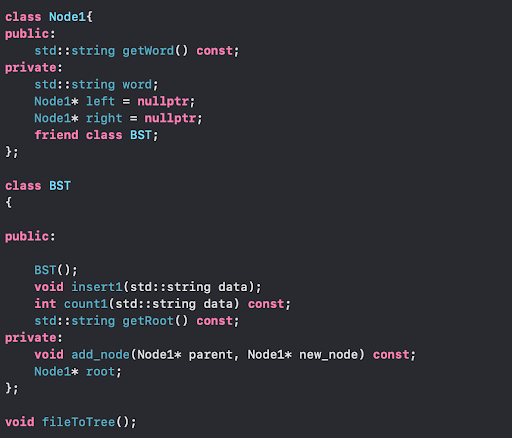 class Node1{
public:
    std::string getWord() const;
private:
    std::string word;
    Node1* left = nullptr;
    Node1* right = nullptr;
    friend class BST;
};
class BST
{
public:
    BST();
    void insert1(std::string data);
    int count1(std::string data) const;
    std::string getRoot() const;
private:
    void add_node(Node1* parent, Node1* new_node) const;
    Node1* root;
};
void fileToTree();